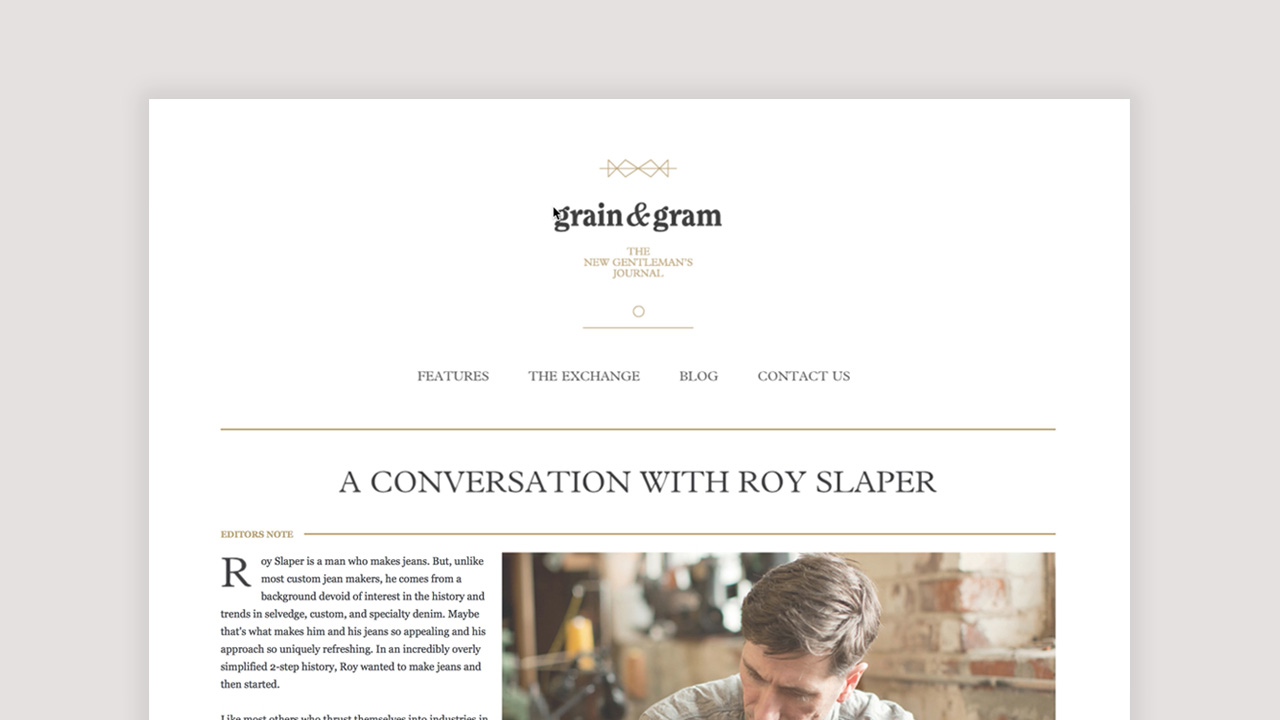 grain & gram
THE
NEW GENTLEMAN'S
JOURNAL
FEATURES THE EXCHANGE BLOG CONTACT US
A CONVERSATION WITH ROY SLAPER
EDITORS NOTE
Roy Slaper is a man who makes jeans. But, unlike
most custom jean makers, he comes from a
background devoid of interest in the history and
trends in selvedge, custom, and specialty denim. Maybe
that's what makes him and his jeans so appealing and his
approach so uniquely refreshing. In an incredibly overly
simplified 2-step history, Roy wanted to make jeans and
then started.
Like most others who thrust themselves into industries in